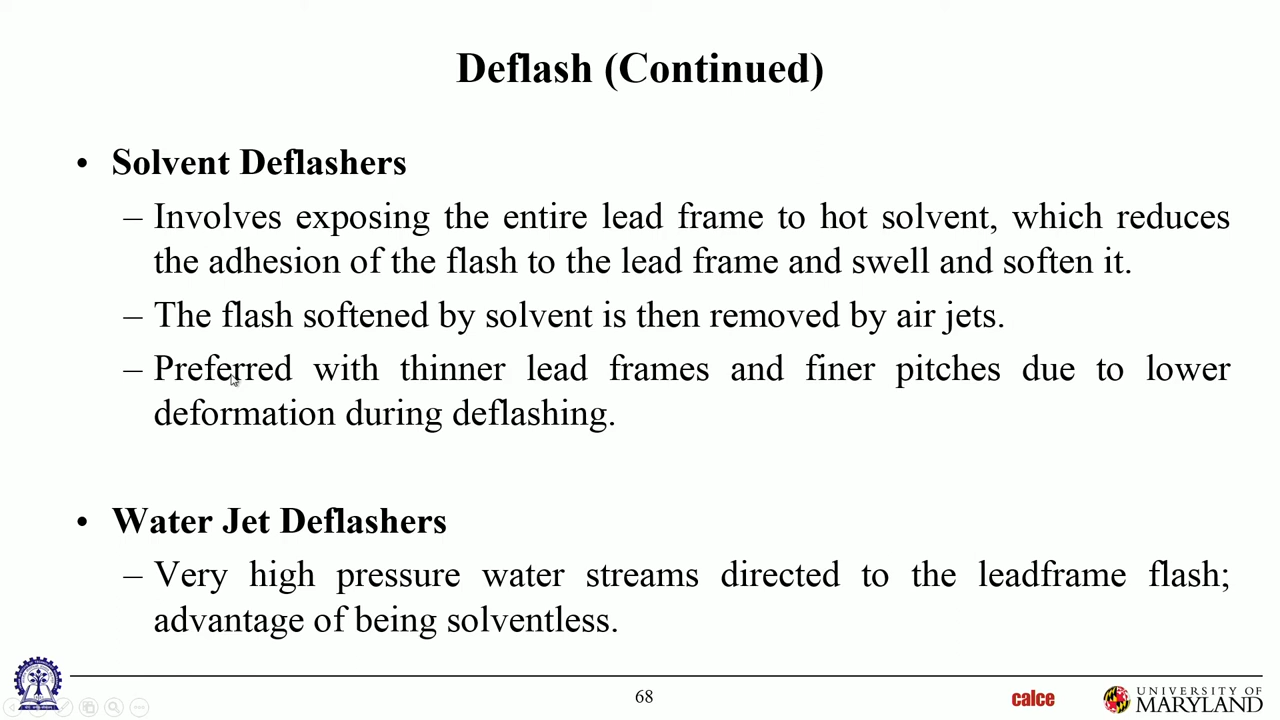 Deflash (Continued)
• Solvent Deflashers
– Involves exposing the entire lead frame to hot solvent, which reduces
the adhesion of the flash to the lead frame and swell and soften it.
– The flash softened by solvent is then removed by air jets.
– Preferred with thinner lead frames and finer pitches due to lower
deformation during deflashing.
• Water Jet Deflashers
– Very high pressure water streams directed to the leadframe flash;
advantage of being solventless.
68
calce
UNIVERSITY OF
MARYLAND